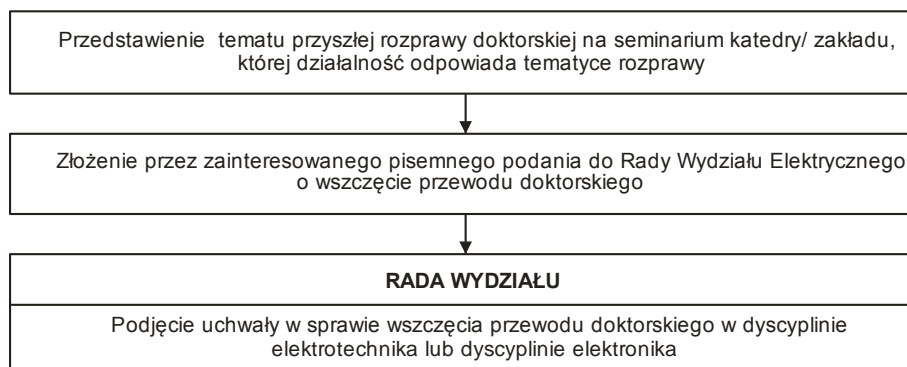 Przedstawienie tematu przyszłej rozprawy doktorskiej na seminarium katedry/ zakładu,
której działalność odpowiada tematyce rozprawy
Złożenie przez zainteresowanego pisemnego podania do Rady Wydziału Elektrycznego
o wszczęcie przewodu doktorskiego
RADA WYDZIAŁU
Podjęcie uchwały w sprawie wszczęcia przewodu doktorskiego w dyscyplinie
elektrotechnika lub dyscyplinie elektronika